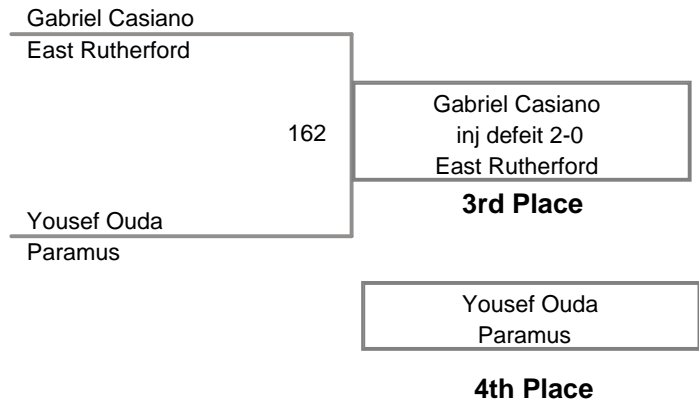 Gabriel Casiano
East Rutherford
162
Gabriel Casiano
inj defeit 2-0
East Rutherford
3rd Place
Yousef Ouda
Paramus
Yousef Ouda
Paramus
4th Place